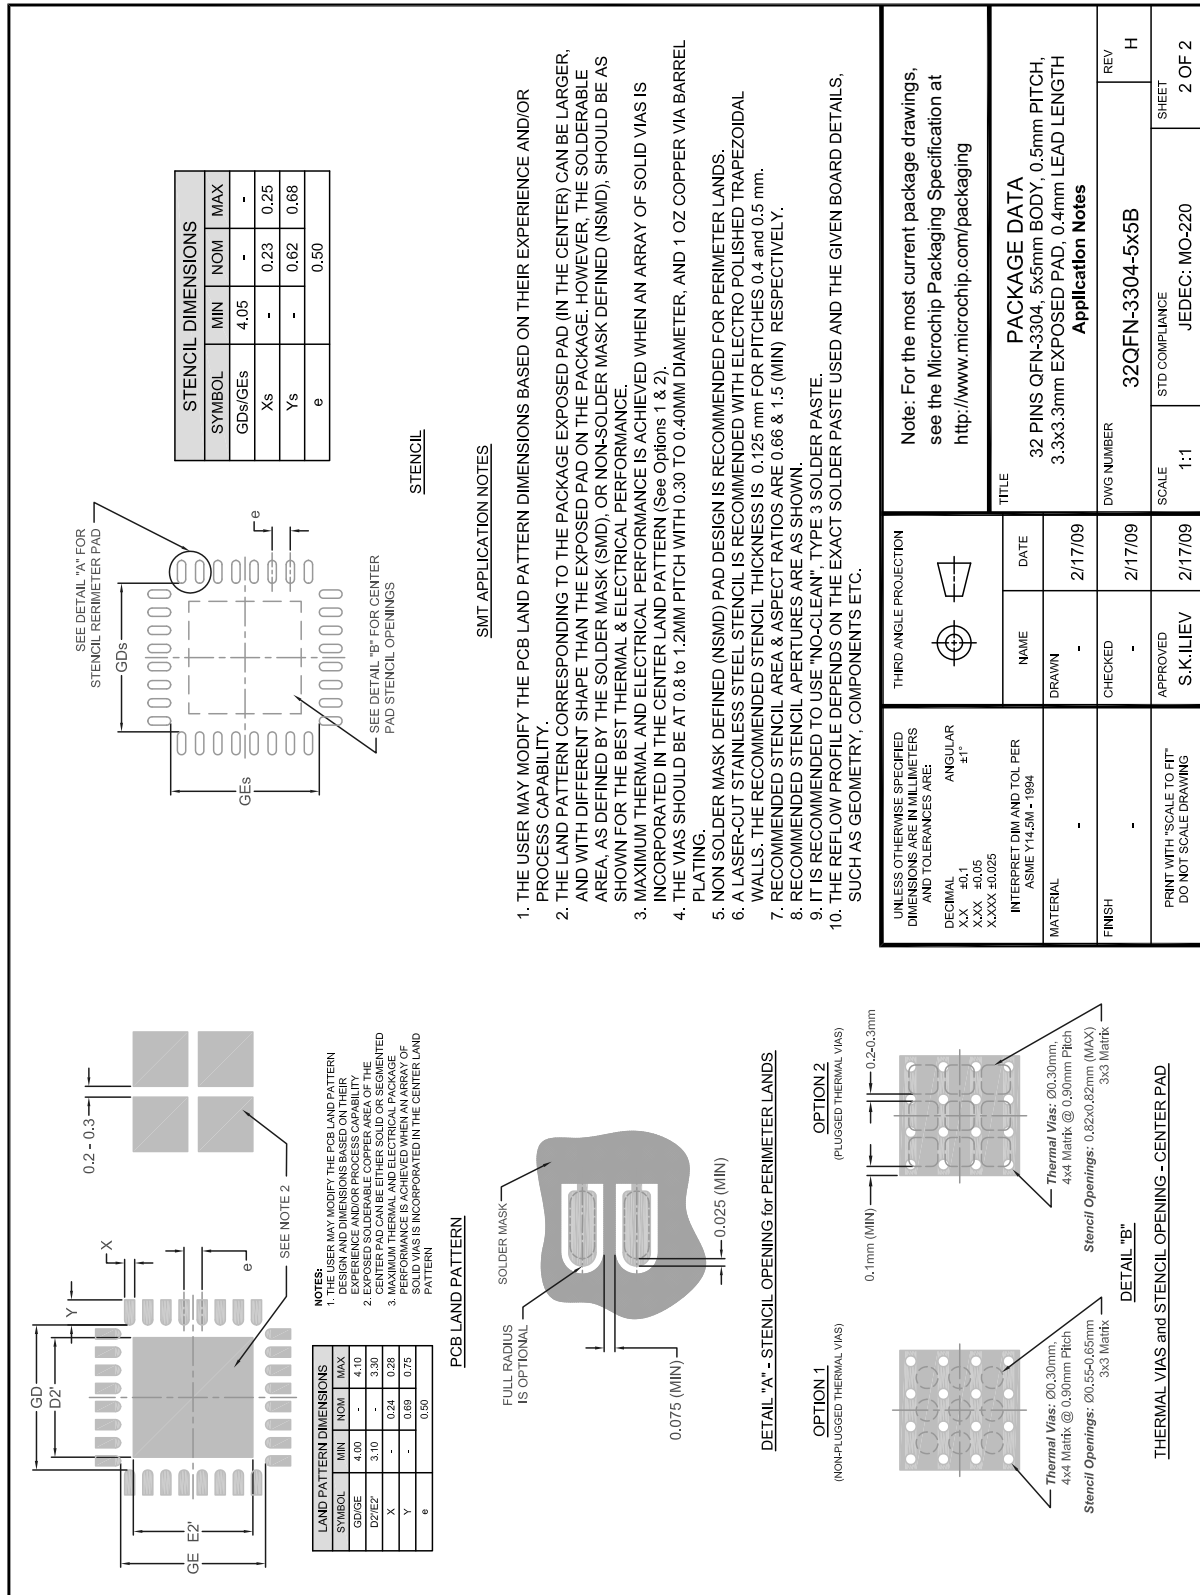 GD
D2'
Y
X
0.2 - 0.3
GE
E2'
e
SEE NOTE 2
LAND PATTERN DIMENSIONS
SYMBOL MIN NOM MAX
GD/GE 4.00 - 4.10
D2'/E2' 3.10 - 3.30
X - 0.24 0.28
Y - 0.69 0.75
e 0.50
NOTES:
1. THE USER MAY MODIFY THE PCB LAND PATTERN
DESIGN AND DIMENSIONS BASED ON THEIR
EXPERIENCE AND/OR PROCESS CAPABILITY
2. EXPOSED SOLDERABLE COPPER AREA OF THE
CENTER PAD CAN BE EITHER SOLID OR SEGMENTED
3. MAXIMUM THERMAL AND ELECTRICAL PACKAGE
PERFORMANCE IS ACHIEVED WHEN AN ARRAY OF
SOLID VIAS IS INCORPORATED IN THE CENTER LAND
PATTERN
PCB LAND PATTERN
SEE DETAIL "A" FOR
STENCIL RERIMETER PAD
GDs
GEs
e
SEE DETAIL "B" FOR CENTER
PAD STENCIL OPENINGS
STENCIL DIMENSIONS
SYMBOL MIN NOM MAX
GDs/GEs 4.05 - -
Xs - 0.23 0.25
Ys - 0.62 0.68
e 0.50
STENCIL
FULL RADIUS
IS OPTIONAL
SOLDER MASK
0.075 (MIN)
0.025 (MIN)
DETAIL "A" - STENCIL OPENING for PERIMETER LANDS
OPTION 1
(NON-PLUGGED THERMAL VIAS)
Thermal Vias: Ø0.30mm,
4x4 Matrix @ 0.90mm Pitch
Stencil Openings: Ø0.55-0.65mm
3x3 Matrix
OPTION 2
(PLUGGED THERMAL VIAS)
0.1mm (MIN)
0.2-0.3mm
Thermal Vias: Ø0.30mm,
4x4 Matrix @ 0.90mm Pitch
Stencil Openings: 0.82x0.82mm (MAX)
3x3 Matrix
DETAIL "B"
THERMAL VIAS and STENCIL OPENING - CENTER PAD
SMT APPLICATION NOTES
1. THE USER MAY MODIFY THE PCB LAND PATTERN DIMENSIONS BASED ON THEIR EXPERIENCE AND/OR
PROCESS CAPABILITY.
2. THE LAND PATTERN CORRESPONDING TO THE PACKAGE EXPOSED PAD (IN THE CENTER) CAN BE LARGER,
AND WITH DIFFERENT SHAPE THAN THE EXPOSED PAD ON THE PACKAGE. HOWEVER, THE SOLDERABLE
AREA, AS DEFINED BY THE SOLDER MASK (SMD), OR NON-SOLDER MASK DEFINED (NSMD), SHOULD BE AS
SHOWN FOR THE BEST THERMAL & ELECTRICAL PERFORMANCE.
3. MAXIMUM THERMAL AND ELECTRICAL PERFORMANCE IS ACHIEVED WHEN AN ARRAY OF SOLID VIAS IS
INCORPORATED IN THE CENTER LAND PATTERN (See Options 1 & 2).
4. THE VIAS SHOULD BE AT 0.8 to 1.2MM PITCH WITH 0.30 TO 0.40MM DIAMETER, AND 1 OZ COPPER VIA BARREL
PLATING.
5. NON SOLDER MASK DEFINED (NSMD) PAD DESIGN IS RECOMMENDED FOR PERIMETER LANDS.
6. A LASER-CUT STAINLESS STEEL STENCIL IS RECOMMENDED WITH ELECTRO POLISHED TRAPEZOIDAL
WALLS. THE RECOMMENDED STENCIL THICKNESS IS 0.125 mm FOR PITCHES 0.4 and 0.5 mm.
7. RECOMMENDED STENCIL AREA & ASPECT RATIOS ARE 0.66 & 1.5 (MIN) RESPECTIVELY.
8. RECOMMENDED STENCIL APERTURES ARE AS SHOWN.
9. IT IS RECOMMENDED TO USE "NO-CLEAN", TYPE 3 SOLDER PASTE.
10. THE REFLOW PROFILE DEPENDS ON THE EXACT SOLDER PASTE USED AND THE GIVEN BOARD DETAILS,
SUCH AS GEOMETRY, COMPONENTS ETC.
UNLESS OTHERWISE SPECIFIED
DIMENSIONS ARE IN MILLIMETERS
AND TOLERANCES ARE:
DECIMAL ANGULAR
X.X ±0.1 ±1°
X.XX ±0.05
X.XXX ±0.025
INTERPRET DIM AND TOL PER
ASME Y14.5M - 1994
MATERIAL
-
FINISH
-
PRINT WITH "SCALE TO FIT"
DO NOT SCALE DRAWING
THIRD ANGLE PROJECTION
NAME DATE
DRAWN
- 2/17/09
CHECKED
- 2/17/09
APPROVED
S.K.ILIEV 2/17/09
Note: For the most current package drawings,
see the Microchip Packaging Specification at
http://www.microchip.com/packaging
TITLE
PACKAGE DATA
32 PINS QFN-3304, 5x5mm BODY, 0.5mm PITCH,
3.3x3.3mm EXPOSED PAD, 0.4mm LEAD LENGTH
Application Notes
DWG NUMBER
32QFN-3304-5x5B
REV
H
SCALE
1:1
STD COMPLIANCE
JEDEC: MO-220
SHEET
2 OF 2